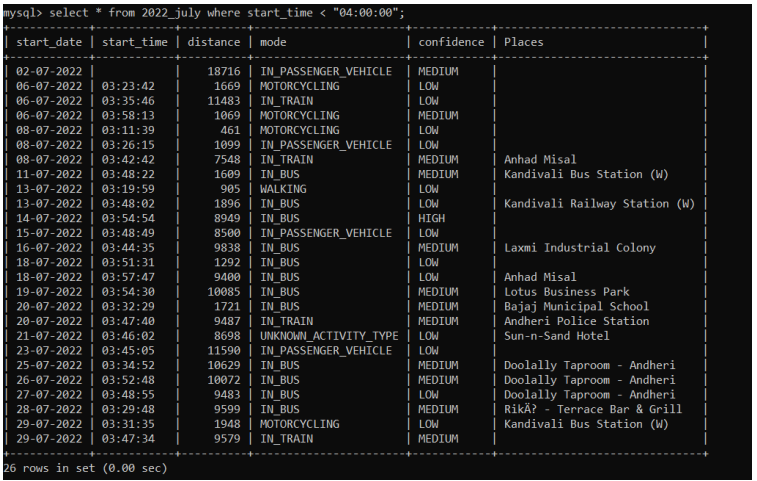 mysql> select * from 2022_july where start_time < "04:00:00";
+------------+------------+----------+-----------------------+------------+-------------------------------+
| start_date | start_time | distance | mode                  | confidence | Places                        |
+------------+------------+----------+-----------------------+------------+-------------------------------+
| 02-07-2022 |            |    18716 | IN_PASSENGER_VEHICLE  | MEDIUM     |                               |
| 06-07-2022 | 03:23:42   |     1669 | MOTORCYCLING          | LOW        |                               |
| 06-07-2022 | 03:35:46   |    11483 | IN_TRAIN              | LOW        |                               |
| 06-07-2022 | 03:58:13   |     1069 | MOTORCYCLING          | MEDIUM     |                               |
| 08-07-2022 | 03:11:39   |      461 | MOTORCYCLING          | LOW        |                               |
| 08-07-2022 | 03:26:15   |     1099 | IN_PASSENGER_VEHICLE  | LOW        |                               |
| 08-07-2022 | 03:42:42   |     7548 | IN_TRAIN              | MEDIUM     | Anhad Misal                   |
| 11-07-2022 | 03:48:22   |     1609 | IN_BUS                | MEDIUM     | Kandivali Bus Station (W)     |
| 13-07-2022 | 03:19:59   |      905 | WALKING               | LOW        |                               |
| 13-07-2022 | 03:48:02   |     1896 | IN_BUS                | LOW        | Kandivali Railway Station (W) |
| 14-07-2022 | 03:54:54   |     8949 | IN_BUS                | HIGH       |                               |
| 15-07-2022 | 03:48:49   |     8500 | IN_PASSENGER_VEHICLE  | LOW        |                               |
| 16-07-2022 | 03:44:35   |     9838 | IN_BUS                | MEDIUM     | Laxmi Industrial Colony       |
| 18-07-2022 | 03:51:31   |     1292 | IN_BUS                | LOW        |                               |
| 18-07-2022 | 03:57:47   |     9400 | IN_BUS                | LOW        | Anhad Misal                   |
| 19-07-2022 | 03:54:30   |    10085 | IN_BUS                | MEDIUM     | Lotus Business Park           |
| 20-07-2022 | 03:32:29   |     1721 | IN_BUS                | MEDIUM     | Bajaj Municipal School        |
| 20-07-2022 | 03:47:40   |     9487 | IN_TRAIN              | MEDIUM     | Andheri Police Station        |
| 21-07-2022 | 03:46:02   |     8698 | UNKNOWN_ACTIVITY_TYPE | LOW        | Sun-n-Sand Hotel              |
| 23-07-2022 | 03:45:05   |    11590 | IN_PASSENGER_VEHICLE  | LOW        |                               |
| 25-07-2022 | 03:34:52   |    10629 | IN_BUS                | MEDIUM     | Doolally Taproom - Andheri    |
| 26-07-2022 | 03:52:48   |    10072 | IN_BUS                | MEDIUM     | Doolally Taproom - Andheri    |
| 27-07-2022 | 03:48:55   |     9483 | IN_BUS                | LOW        | Doolally Taproom - Andheri    |
| 28-07-2022 | 03:29:48   |     9599 | IN_BUS                | MEDIUM     | RikÄ? - Terrace Bar & Grill   |
| 29-07-2022 | 03:31:35   |     1948 | MOTORCYCLING          | LOW        | Kandivali Bus Station (W)     |
| 29-07-2022 | 03:47:34   |     9579 | IN_TRAIN              | MEDIUM     |                               |
+------------+------------+----------+-----------------------+------------+-------------------------------+
26 rows in set (0.00 sec)